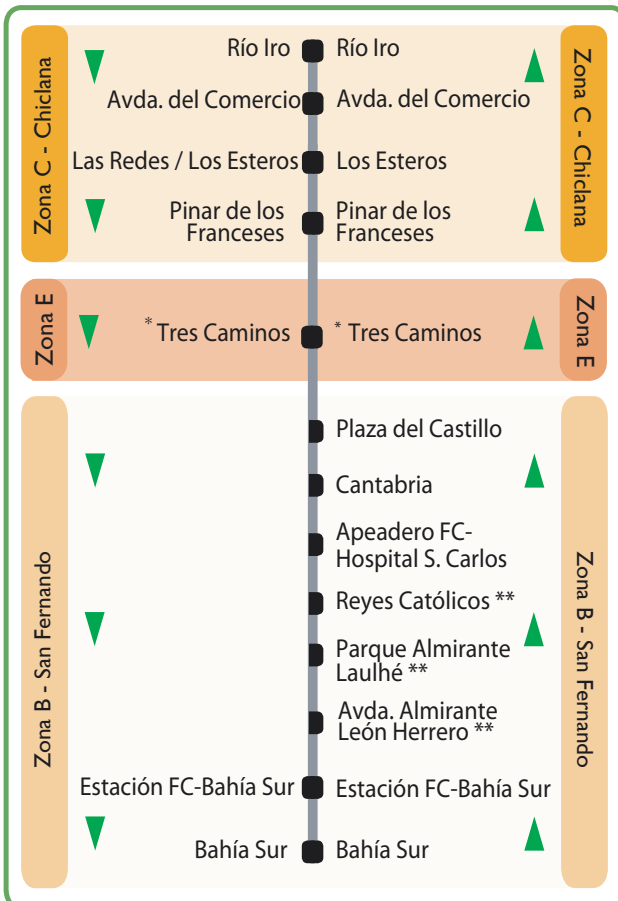 Zona C - Chiclana
Río Iro
Río Iro
Avda. del Comercio
Avda. del Comercio
Las Redes / Los Esteros
Los Esteros
Pinar de los
Franceses
Pinar de los
Franceses
Zona C - Chiclana
Zona E
* Tres Caminos
* Tres Caminos
Zona E
Zona B - San Fernando
Plaza del Castillo
Cantabria
Apeadero FC-
Hospital S. Carlos
Reyes Católicos **
Parque Almirante
Laulhé **
Avda. Almirante
León Herrero **
Estación FC-Bahía Sur
Estación FC-Bahía Sur
Bahía Sur
Bahía Sur
Zona B - San Fernando